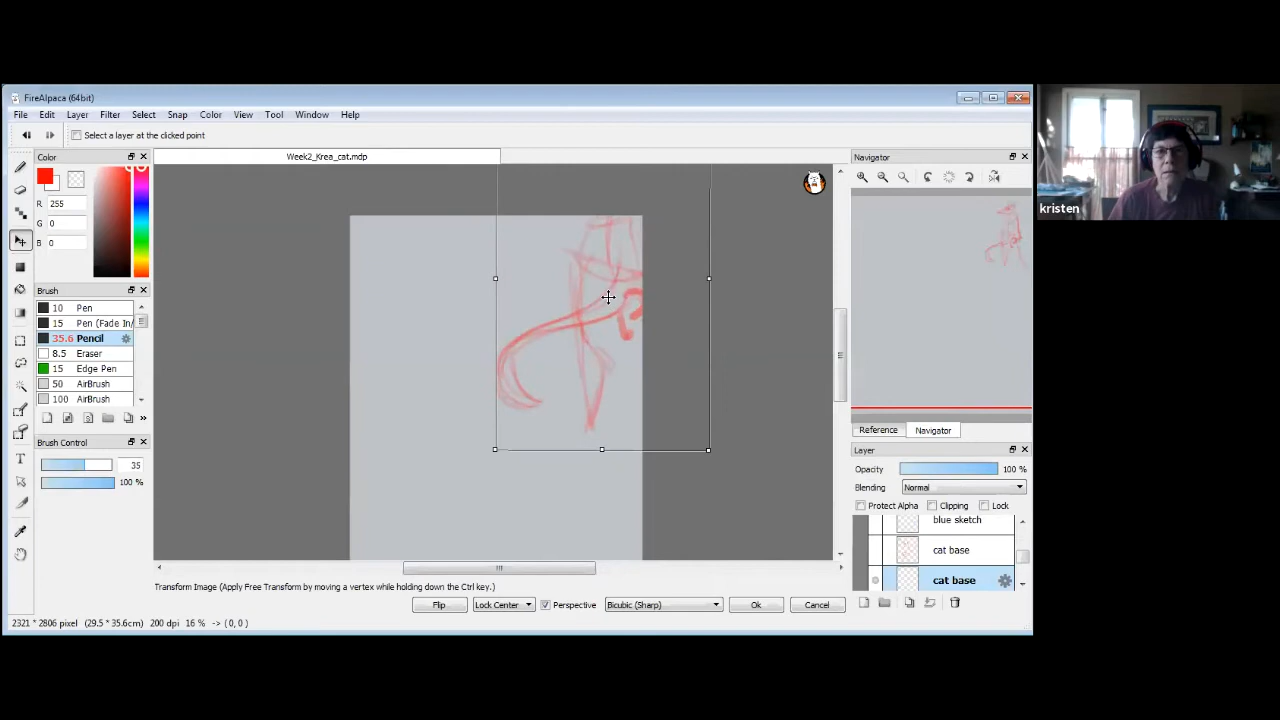 FireAlpaca (64bit)
File Edit Layer Filter Select Snap Color View Tool Window Help
Select a layer at the clicked point
Color
Week2_Krea_cat.mdp
Navigator
R 255
G 0
B 0
kristen
Brush
10 Pen
15 Pen (Fade In/
35.6 Pencil
8.5 Eraser
15 Edge Pen
50 AirBrush
100 AirBrush
Reference Navigator
Brush Control
35
100 %
Layer
Opacity 100 %
Blending Normal
Protect Alpha Clipping Lock
blue sketch
cat base
cat base
Transform Image (Apply Free Transform by moving a vertex while holding down the Ctrl key.)
Flip Lock Center Perspective Bicubic (Sharp) Ok Cancel
2321 * 2806 pixel (29.5 * 35.6cm) 200 dpi 16 % -> ( 0, 0 )